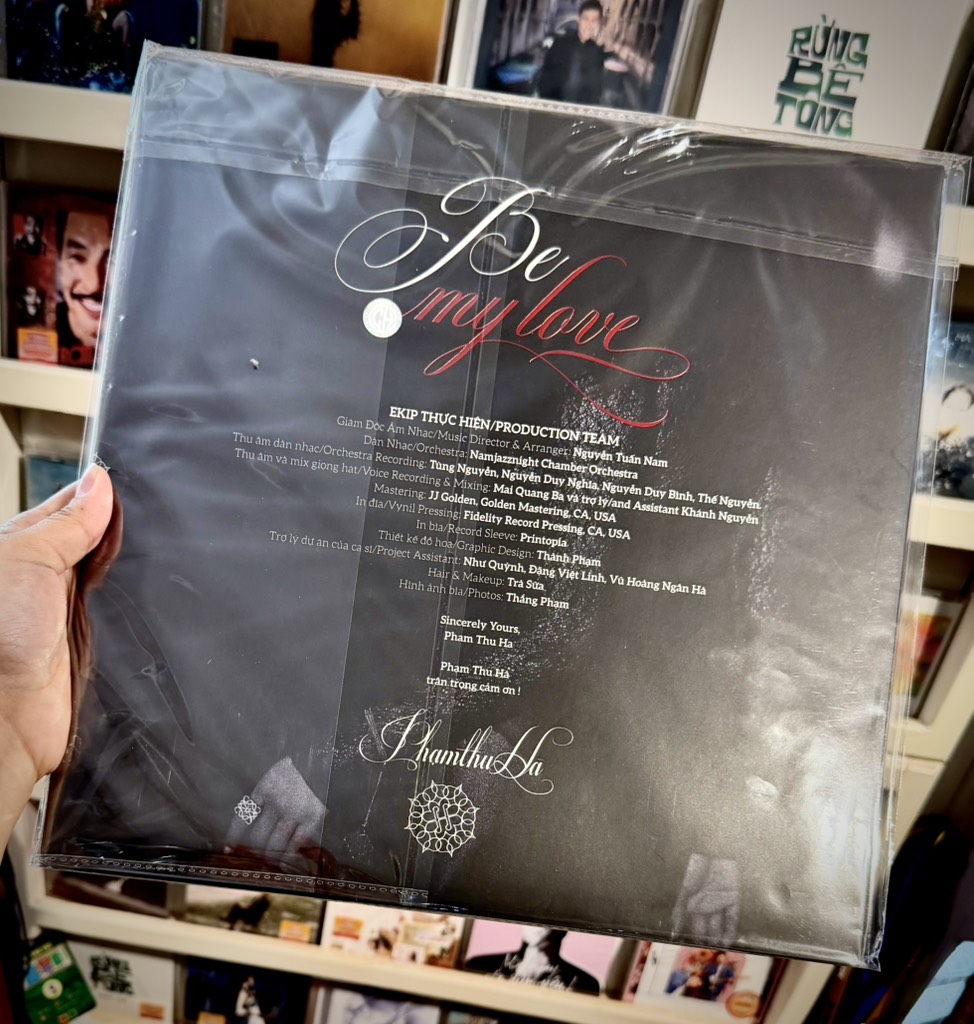 RỪNG
BÊ
TÔNG
Be
my love
EKIP THỰC HIỆN/PRODUCTION TEAM
Giám Đốc Âm Nhạc/Music Director & Arranger: Nguyễn Tuấn Nam
Dàn Nhạc/Orchestra: Namjazznight Chamber Orchestra
Thu âm dàn nhạc/Orchestra Recording: Tùng Nguyễn, Nguyễn Duy Nghĩa, Nguyễn Duy Bình, Thế Nguyễn.
Thu âm và mix giọng hát/Voice Recording & Mixing: Mai Quang Ba và trợ lý/and Assistant Khánh Nguyên
Mastering: JJ Golden, Golden Mastering, CA, USA
In đĩa/Vynil Pressing: Fidelity Record Pressing, CA, USA
In bìa/Record Sleeve: Printopia
Thiết kế đồ hoạ/Graphic Design: Thành Phạm
Trợ lý dự án của ca sĩ/Project Assistant: Như Quỳnh, Đặng Việt Linh, Vũ Hoàng Ngân Hà
Hair & Makeup: Trà Sữa
Hình ảnh bìa/Photos: Thắng Phạm
Sincerely Yours,
Pham Thu Ha
Phạm Thu Hà
trân trọng cảm ơn !
PhamthuHa